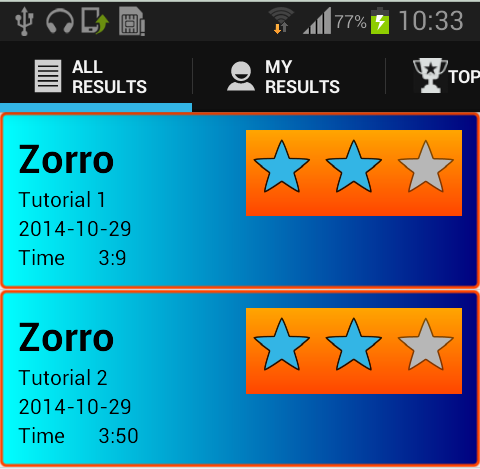 77% 10:33
ALL RESULTS
MY RESULTS
TOP
Zorro
Tutorial 1
2014-10-29
Time 3:9
Zorro
Tutorial 2
2014-10-29
Time 3:50